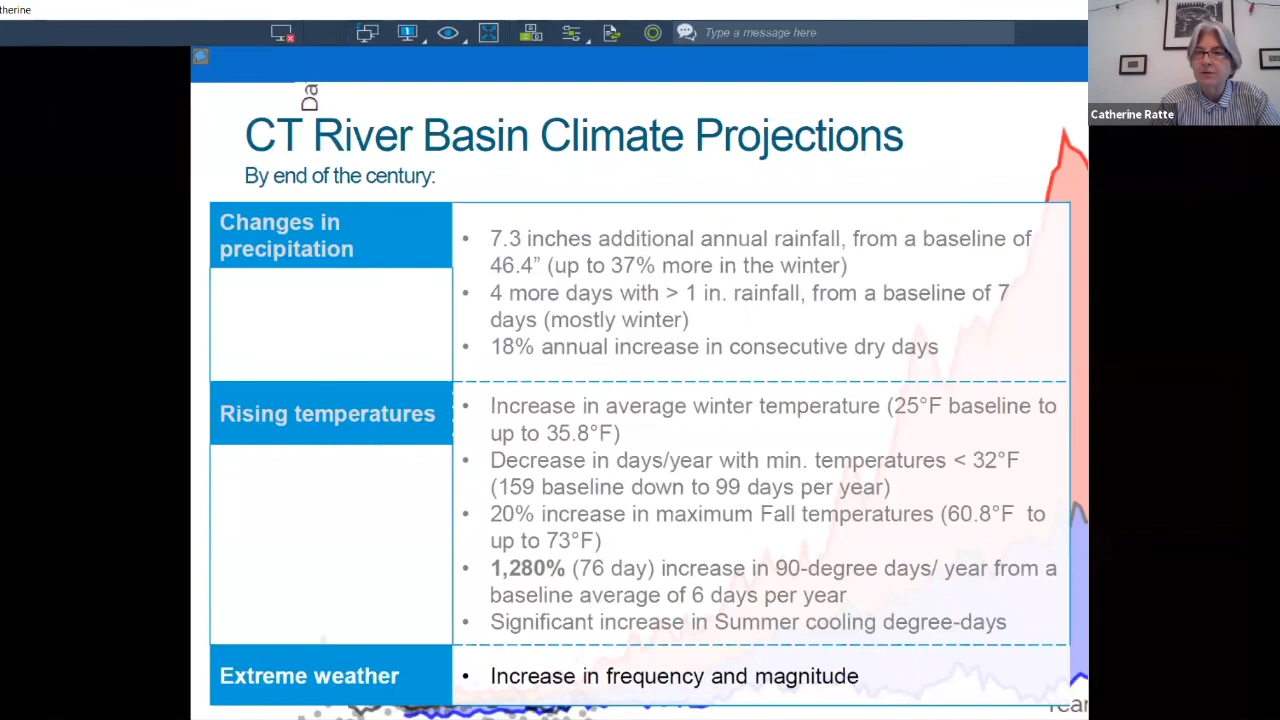 therine
Type a message here
Catherine Ratte
Da
CT River Basin Climate Projections
By end of the century:
Changes in
precipitation
• 7.3 inches additional annual rainfall, from a baseline of
46.4” (up to 37% more in the winter)
• 4 more days with > 1 in. rainfall, from a baseline of 7
days (mostly winter)
• 18% annual increase in consecutive dry days
Rising temperatures
• Increase in average winter temperature (25°F baseline to
up to 35.8°F)
• Decrease in days/year with min. temperatures < 32°F
(159 baseline down to 99 days per year)
• 20% increase in maximum Fall temperatures (60.8°F to
up to 73°F)
• 1,280% (76 day) increase in 90-degree days/ year from a
baseline average of 6 days per year
• Significant increase in Summer cooling degree-days
Extreme weather
• Increase in frequency and magnitude
Year